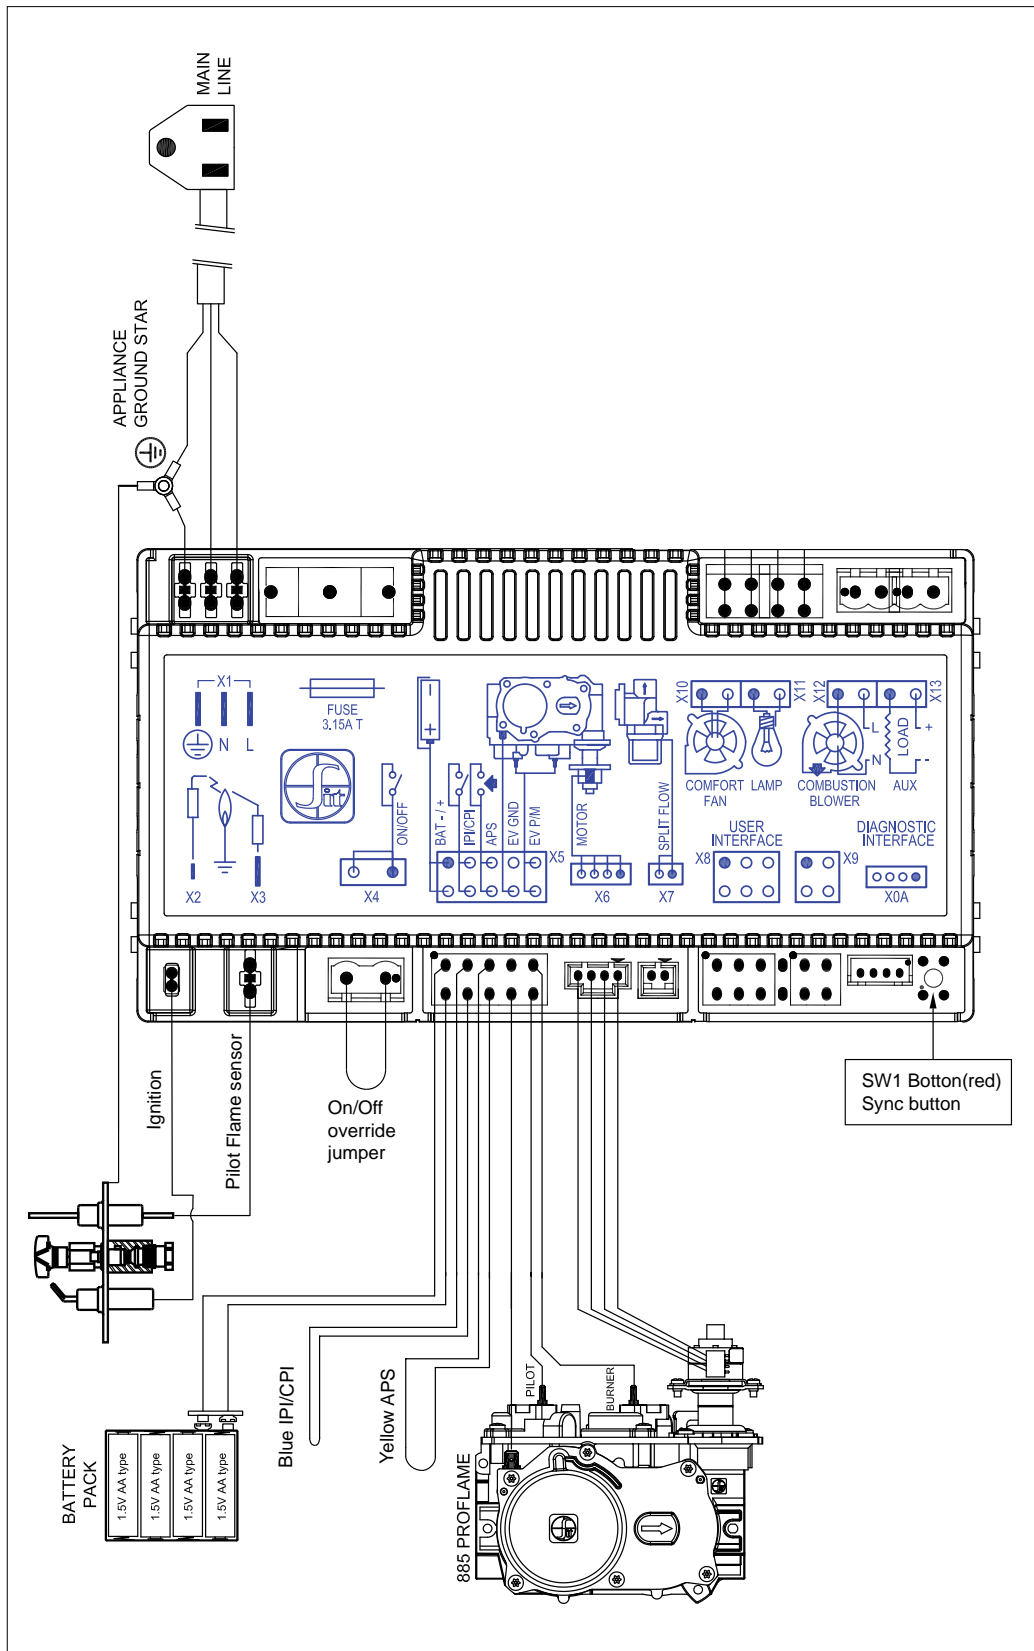 MAIN
LINE
APPLIANCE
GROUND STAR
X1
N
L
FUSE
3.15A T
-
+
X10
X11
X12
X13
L
N
LOAD
+
-
COMFORT
FAN
LAMP
COMBUSTION
BLOWER
AUX
Sit
ON/OFF
BAT - / +
IPI/CPI
APS
EV GND
EV P/M
MOTOR
SPLIT FLOW
USER
INTERFACE
DIAGNOSTIC
INTERFACE
X2
X3
X4
X5
X6
X7
X8
X9
X0A
Ignition
Pilot Flame sensor
On/Off
override
jumper
SW1 Botton(red)
Sync button
BATTERY
PACK
1.5V AA type
1.5V AA type
1.5V AA type
1.5V AA type
Blue IPI/CPI
Yellow APS
PILOT
BURNER
885 PROFLAME